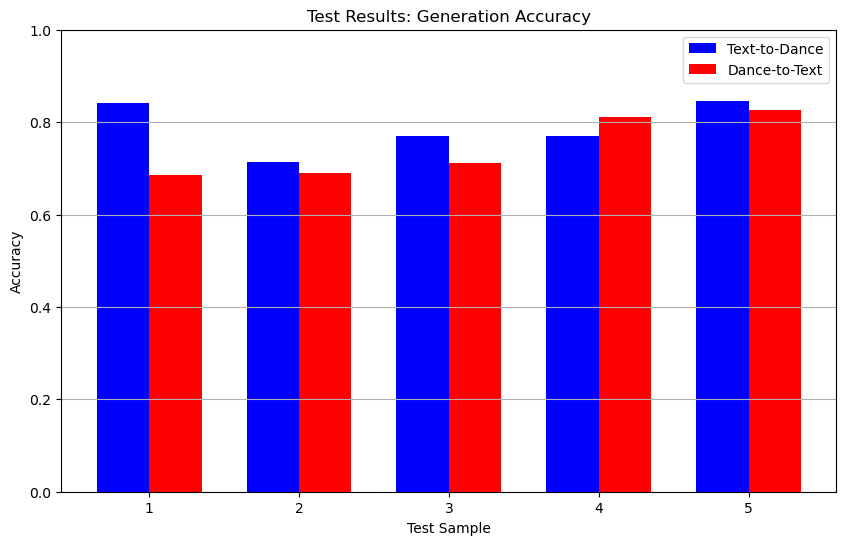 Test Results: Generation Accuracy
Text-to-Dance
Dance-to-Text
1.0
0.8
0.6
0.4
0.2
0.0
Accuracy
1 2 3 4 5
Test Sample